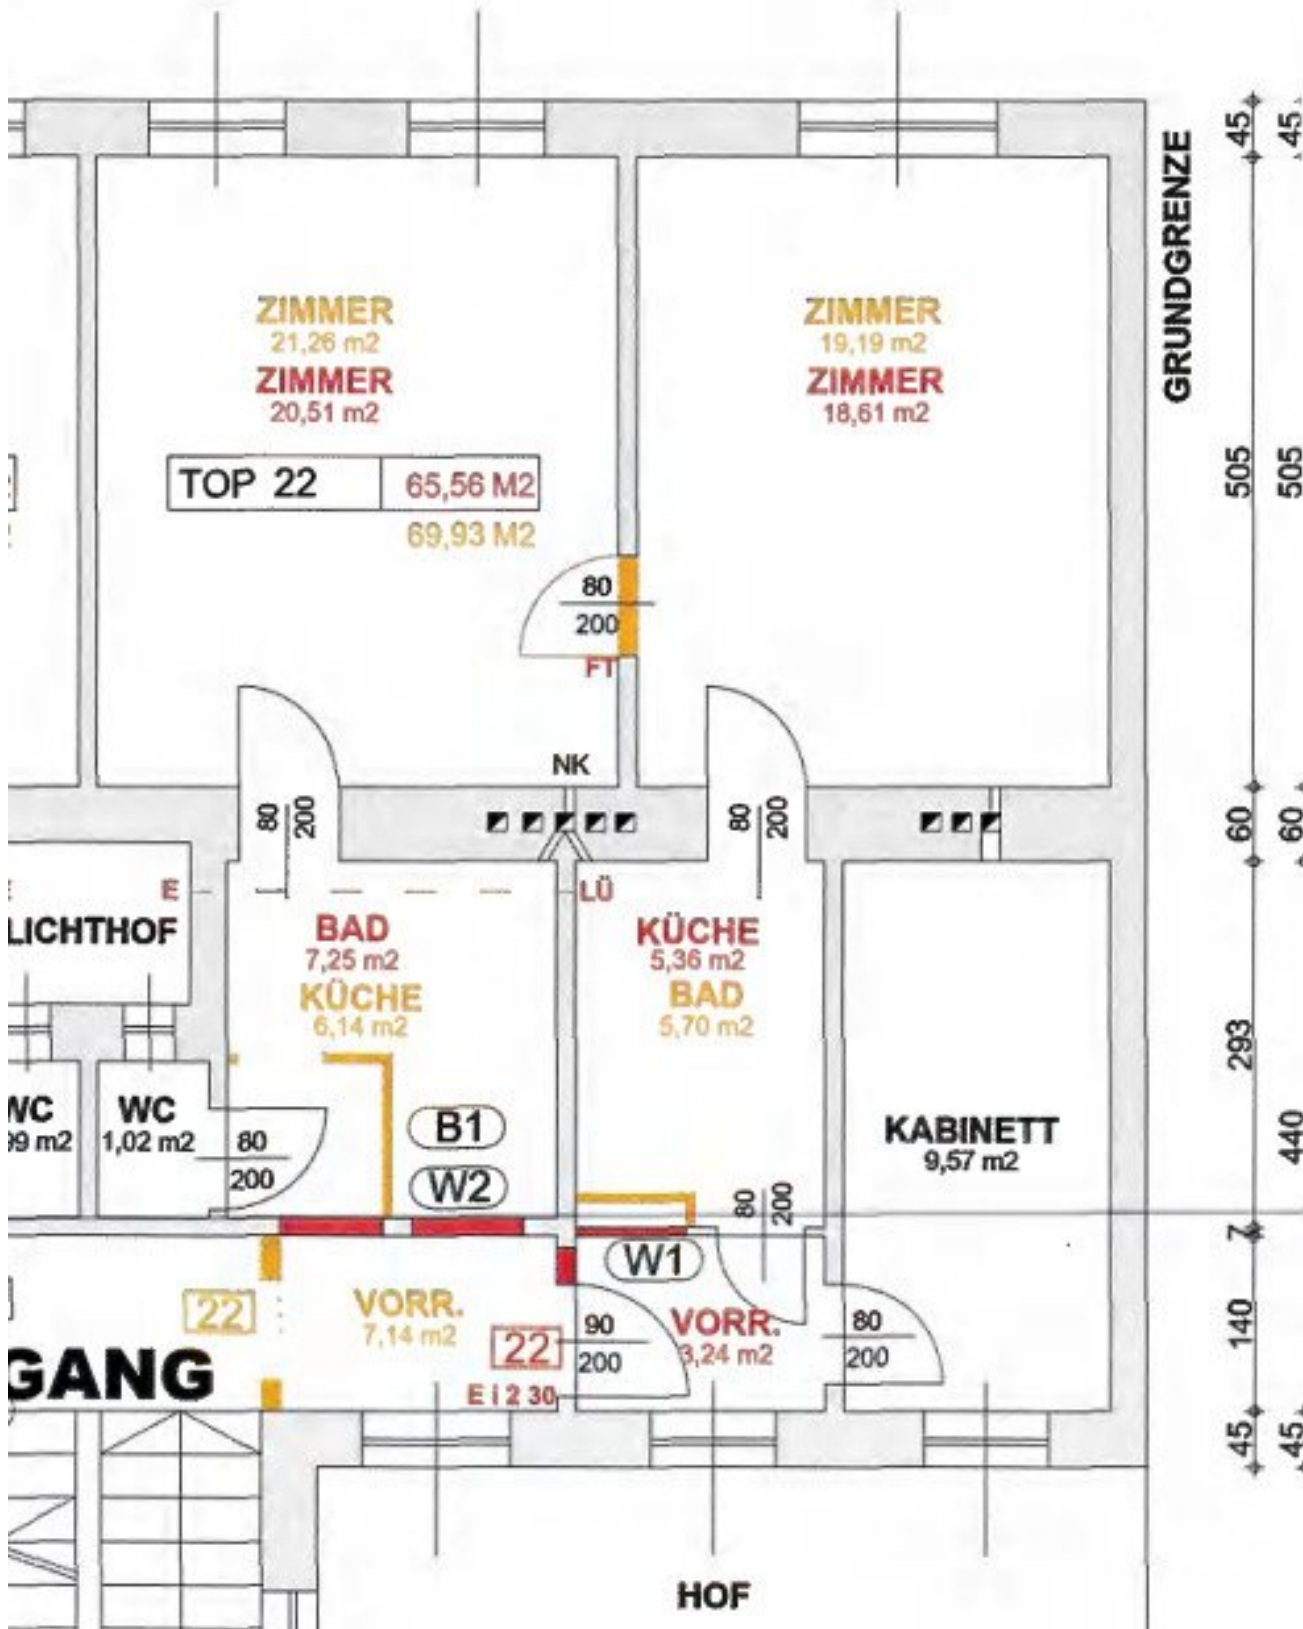 45
45
GRUNDGRENZE
ZIMMER
21,26 m2
ZIMMER
20,51 m2
ZIMMER
19,19 m2
ZIMMER
18,61 m2
TOP 22
65,56 M2
69,93 M2
505
505
80
200
FT
NK
80
200
80
200
60
60
E
LÜ
LICHTHOF
BAD
7,25 m2
KÜCHE
6,14 m2
KÜCHE
5,36 m2
BAD
5,70 m2
293
440
WC
99 m2
WC
1,02 m2
80
200
B1
W2
KABINETT
9,57 m2
80
200
7
W1
22
VORR.
7,14 m2
22
E i 2 30
90
200
VORR.
3,24 m2
80
200
140
GANG
45
45
HOF